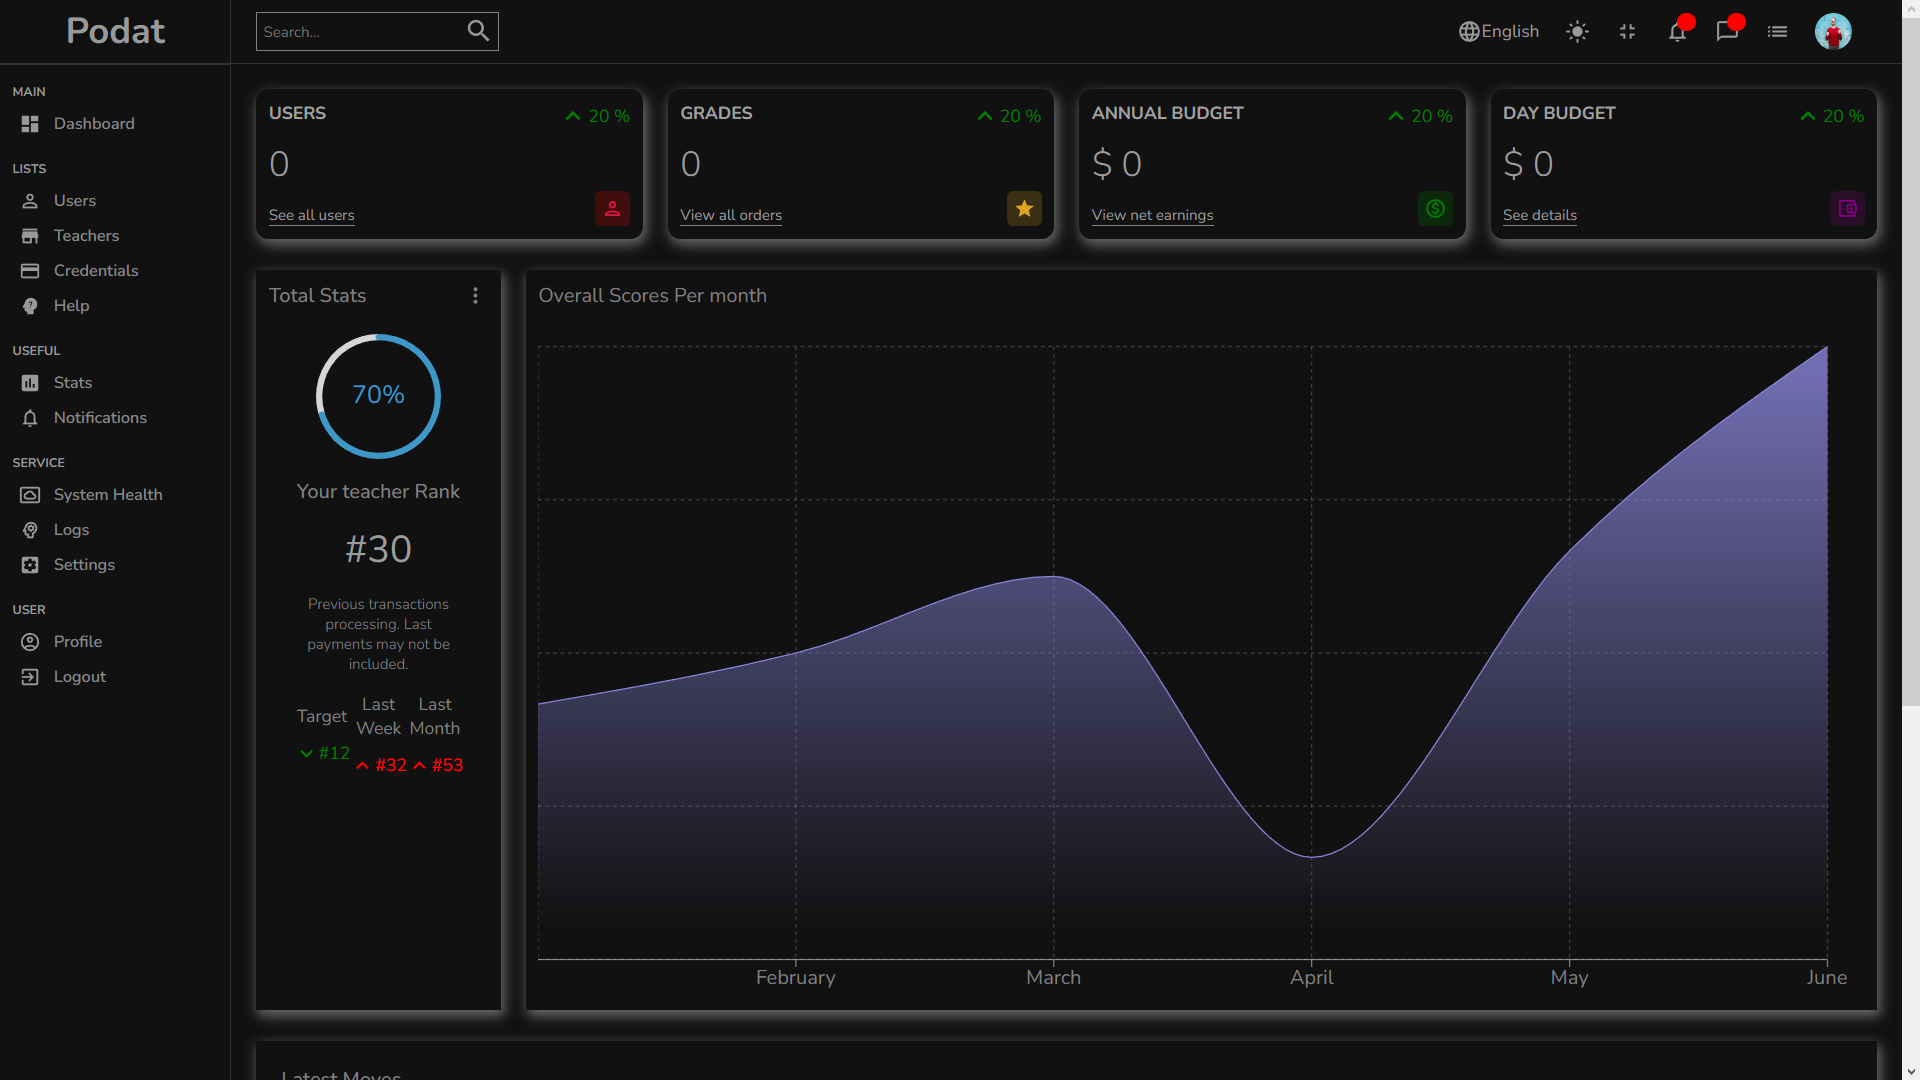 Podat
Search...
English
MAIN
Dashboard
LISTS
Users
Teachers
Credentials
Help
USEFUL
Stats
Notifications
SERVICE
System Health
Logs
Settings
USER
Profile
Logout
USERS
20 %
0
See all users
GRADES
20 %
0
View all orders
ANNUAL BUDGET
20 %
$ 0
View net earnings
DAY BUDGET
20 %
$ 0
See details
Total Stats
70%
Your teacher Rank
#30
Previous transactions
processing. Last
payments may not be
included.
Target
Last
Week
Last
Month
#12
#32
#53
Overall Scores Per month
February
March
April
May
June
Latest Moves